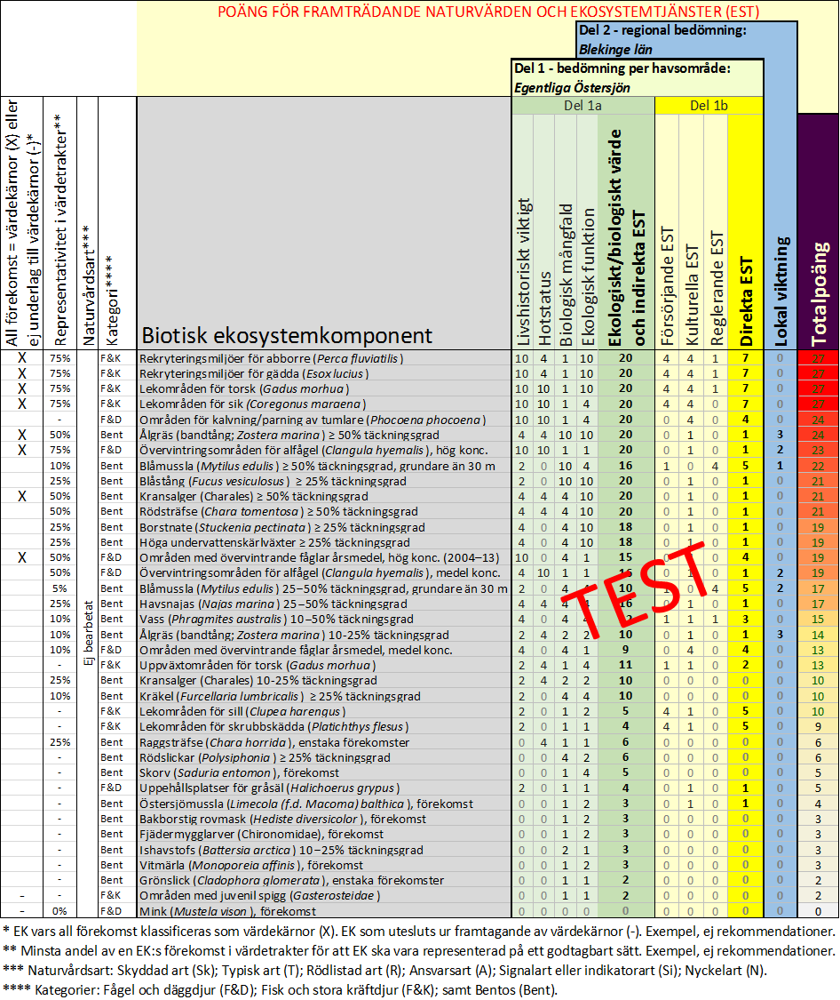 POÄNG FÖR FRAMTRÄDANDE NATURVÄRDEN OCH EKOSYSTEMTJÄNSTER (EST)
Del 2 - regional bedömning:
Blekinge län
Del 1 - bedömning per havsområde:
Egentliga Östersjön
Del 1a Del 1b
All förekomst = värdekärnor (X) eller
ej underlag till värdekärnor (-)*
Representativitet i värdetrakter**
Naturvårdsart***
Kategori****
Biotisk ekosystemkomponent
Livshistoriskt viktigt
Hotstatus
Biologisk mångfald
Ekologisk funktion
Ekologiskt/biologiskt värde
och indirekta EST
Försörjande EST
Kulturella EST
Reglerande EST
Direkta EST
Lokal viktning
Totalpoäng
Ej bearbetat
X 75% F&K Rekryteringsmiljöer för abborre (Perca fluviatilis) 10 4 1 10 20 4 4 1 7 0 27
X 75% F&K Rekryteringsmiljöer för gädda (Esox lucius) 10 4 1 10 20 4 4 1 7 0 27
X 75% F&K Lekområden för torsk (Gadus morhua) 10 10 1 10 20 4 4 1 7 0 27
X 75% F&K Lekområden för sik (Coregonus maraena) 10 10 4 1 20 4 4 0 7 0 27
- F&D Områden för kalvning/parning av tumlare (Phocoena phocoena) 10 10 4 1 20 0 4 0 4 0 24
X 50% Bent Ålgräs (bandtång; Zostera marina) ≥ 50% täckningsgrad 4 4 10 10 20 0 1 0 1 3 24
X 75% F&D Övervintringsområden för alfågel (Clangula hyemalis), hög konc. 10 10 1 1 20 0 1 0 1 2 23
10% Bent Blåmussla (Mytilus edulis) ≥ 50% täckningsgrad, grundare än 30 m 2 0 10 4 16 1 0 4 5 1 22
25% Bent Blåstång (Fucus vesiculosus) ≥ 25% täckningsgrad 2 0 10 10 20 0 1 0 1 0 21
X 50% Bent Kransalger (Charales) ≥ 50% täckningsgrad 4 4 4 10 20 0 1 0 1 0 21
50% Bent Rödsträfse (Chara tomentosa) ≥ 50% täckningsgrad 4 4 4 10 20 0 1 0 1 0 21
25% Bent Borstnate (Stuckenia pectinata) ≥ 25% täckningsgrad 4 0 4 10 18 0 1 0 1 0 19
25% Bent Höga undervattenskärlväxter ≥ 25% täckningsgrad 4 0 4 10 18 0 1 0 1 0 19
X 50% F&D Områden med övervintrande fåglar årsmedel, hög konc. (2004–13) 10 0 4 1 15 4 0 19
50% F&D Övervintringsområden för alfågel (Clangula hyemalis), medel konc. 4 10 1 1 1 2 19
5% Bent Blåmussla (Mytilus edulis) 25–50% täckningsgrad, grundare än 30 m 2 0 4 10 0 4 5 2 17
25% Bent Havsnajas (Najas marina) 25–50% täckningsgrad 4 4 4 16 0 1 0 1 0 17
10% Bent Vass (Phragmites australis) 10–50% täckningsgrad 4 0 4 1 1 1 3 0 15
10% Bent Ålgräs (bandtång; Zostera marina) 10-25% täckningsgrad 2 4 2 2 10 0 1 0 1 3 14
10% F&D Områden med övervintrande fåglar årsmedel, medel konc. 4 0 4 1 9 0 4 0 4 0 13
- F&K Uppväxtområden för torsk (Gadus morhua) 2 4 1 4 11 1 1 0 2 0 13
25% Bent Kransalger (Charales) 10-25% täckningsgrad 2 4 2 2 10 0 0 0 0 0 10
10% Bent Kräkel (Furcellaria lumbricalis) ≥ 25% täckningsgrad 2 0 4 4 10 0 0 0 0 0 10
- F&K Lekområden för sill (Clupea harengus) 2 0 1 2 5 4 1 0 5 0 10
- F&K Lekområden för skrubbskädda (Platichthys flesus) 2 0 1 1 4 4 1 0 5 0 9
25% Bent Raggsträfse (Chara horrida), enstaka förekomster 0 4 1 1 6 0 0 0 0 0 6
- Bent Rödslickar (Polysiphonia) ≥ 25% täckningsgrad 0 0 4 2 6 0 0 0 0 0 6
- Bent Skorv (Saduria entomon), förekomst 0 0 1 4 5 0 0 0 0 0 5
- F&D Uppehållsplatser för gråsäl (Halichoerus grypus) 2 0 1 1 4 0 1 0 1 0 5
- Bent Östersjömussla (Limecola (f.d. Macoma) balthica), förekomst 0 0 1 2 3 0 1 0 1 0 4
- Bent Bakborstig rovmask (Hediste diversicolor), förekomst 0 0 1 2 3 0 0 0 0 0 3
- Bent Fjädermygglarver (Chironomidae), förekomst 0 0 1 2 3 0 0 0 0 0 3
- Bent Ishavstofs (Battersia arctica) 10–25% täckningsgrad 0 0 2 1 3 0 0 0 0 0 3
- Bent Vitmärla (Monoporeia affinis), förekomst 0 0 1 2 3 0 0 0 0 0 3
- Bent Grönslick (Cladophora glomerata), enstaka förekomster 0 0 1 1 2 0 0 0 0 0 2
- - F&K Områden med juvenil spigg (Gasterosteidae) 0 0 1 1 2 0 0 0 0 0 2
- 0% F&D Mink (Mustela vison), förekomst 0 0 0 0 0 0 0 0 0 0 0
TEST
* EK vars all förekomst klassificeras som värdekärnor (X). EK som utesluts ur framtagande av värdekärnor (-). Exempel, ej rekommendationer.
** Minsta andel av en EK:s förekomst i värdetrakter för att EK ska vara representerad på ett godtagbart sätt. Exempel, ej rekommendationer.
*** Naturvårdsart: Skyddad art (Sk); Typisk art (T); Rödlistad art (R); Ansvarsart (A); Signalart eller indikatorart (Si); Nyckelart (N).
**** Kategorier: Fågel och däggdjur (F&D); Fisk och stora kräftdjur (F&K); samt Bentos (Bent).